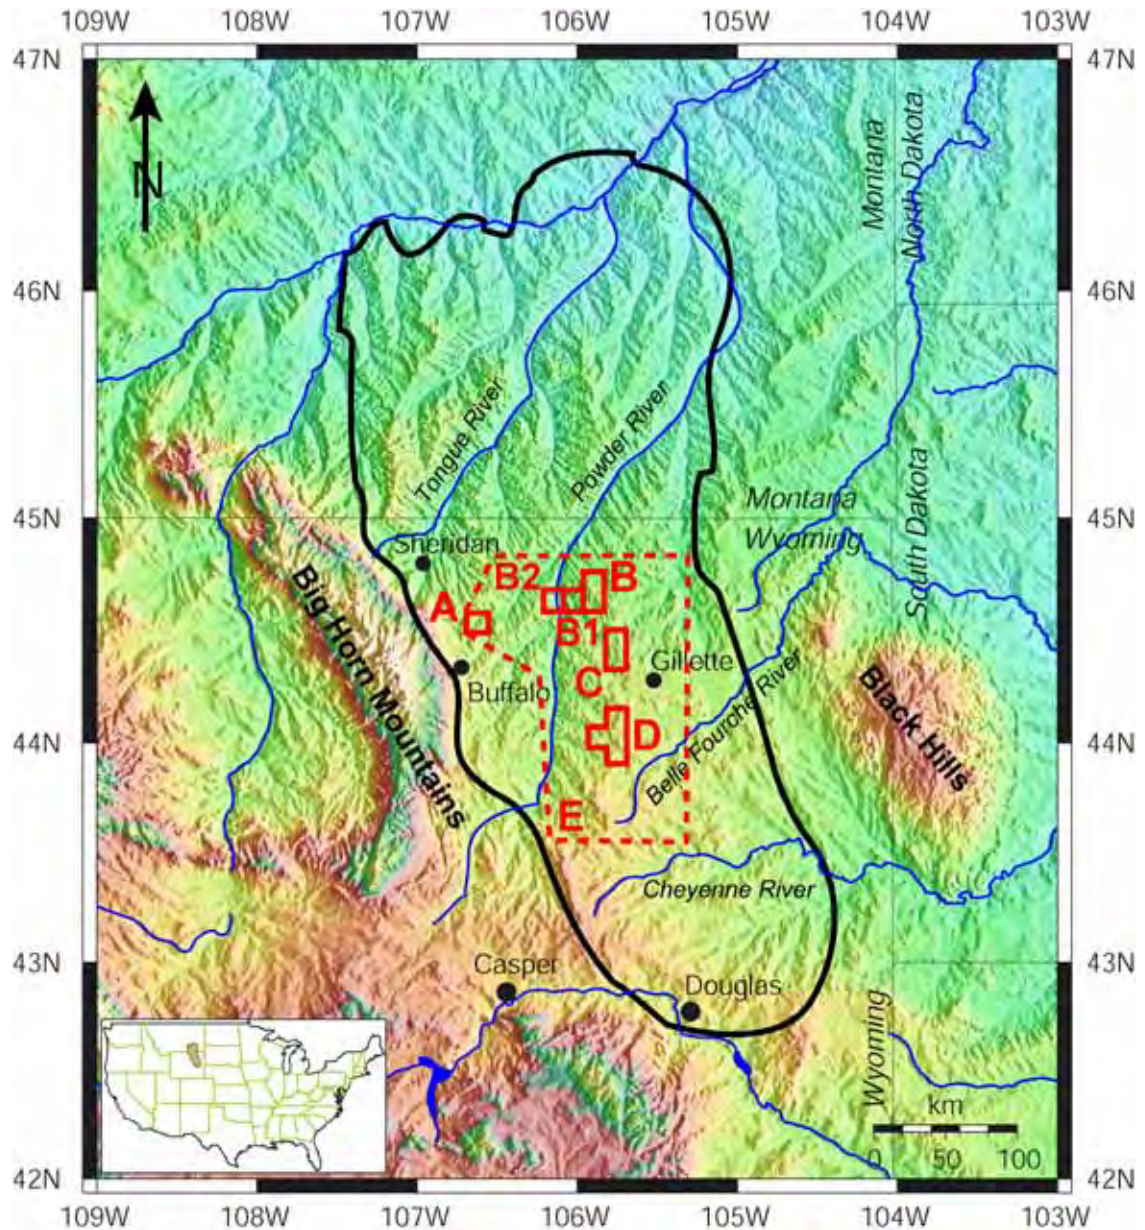 109W 108W 107W 106W 105W 104W 103W
47N 47N
N
Montana
North Dakota
46N 46N
Tongue River
Powder River
South Dakota
45N 45N
Montana
Wyoming
Sheridan
B2 B
A
B1
Big Horn Mountains
Gillette
C
Buffalo
Black Hills
Belle Fourche River
44N D 44N
E
Cheyenne River
43N 43N
Casper
Douglas
Wyoming
km
0 50 100
42N 42N
109W 108W 107W 106W 105W 104W 103W